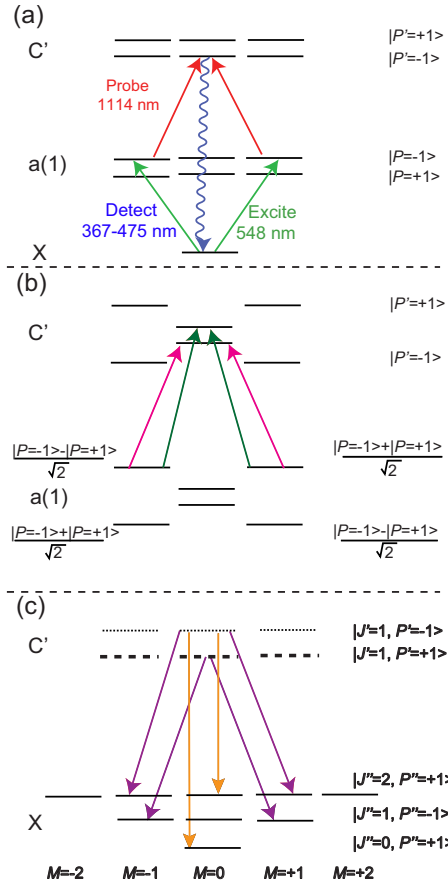 (a)
C'
|P'=+1>
|P'=-1>
Probe
1114 nm
a(1)
|P=-1>
|P=+1>
Detect
367-475 nm
Excite
548 nm
X
(b)
C'
|P'=+1>
|P'=-1>
|P=-1>-|P=+1>
√2
|P=-1>+|P=+1>
√2
a(1)
|P=-1>+|P=+1>
√2
|P=-1>-|P=+1>
√2
(c)
C'
|J'=1, P'=-1>
|J'=1, P'=+1>
|J''=2, P''=+1>
X
|J''=1, P''=-1>
|J''=0, P''=+1>
M=-2 M=-1 M=0 M=+1 M=+2